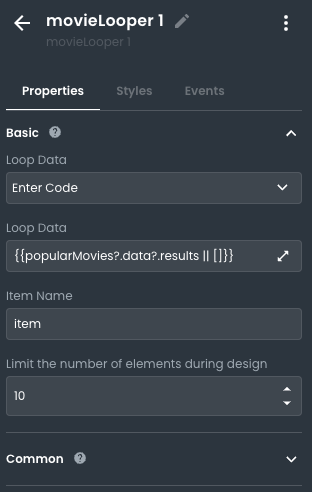 movieLooper 1
movieLooper 1
Properties Styles Events
Basic ?
Loop Data
Enter Code
Loop Data
{{popularMovies?.data?.results || []}}
Item Name
item
Limit the number of elements during design
10
Common ?